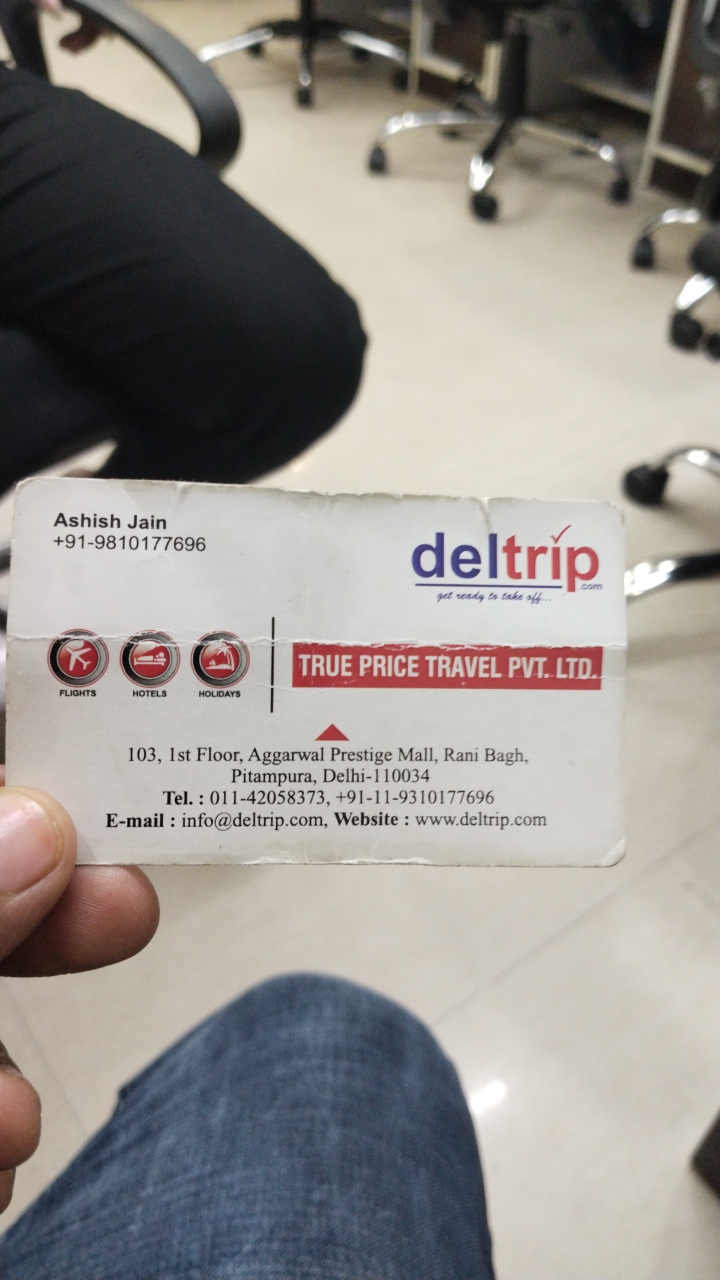 Ashish Jain
+91-9810177696
deltrip
.com
get ready to take off...
FLIGHTS
HOTELS
HOLIDAYS
TRUE PRICE TRAVEL PVT. LTD.
103, 1st Floor, Aggarwal Prestige Mall, Rani Bagh,
Pitampura, Delhi-110034
Tel. : 011-42058373, +91-11-9310177696
E-mail : info@deltrip.com, Website : www.deltrip.com